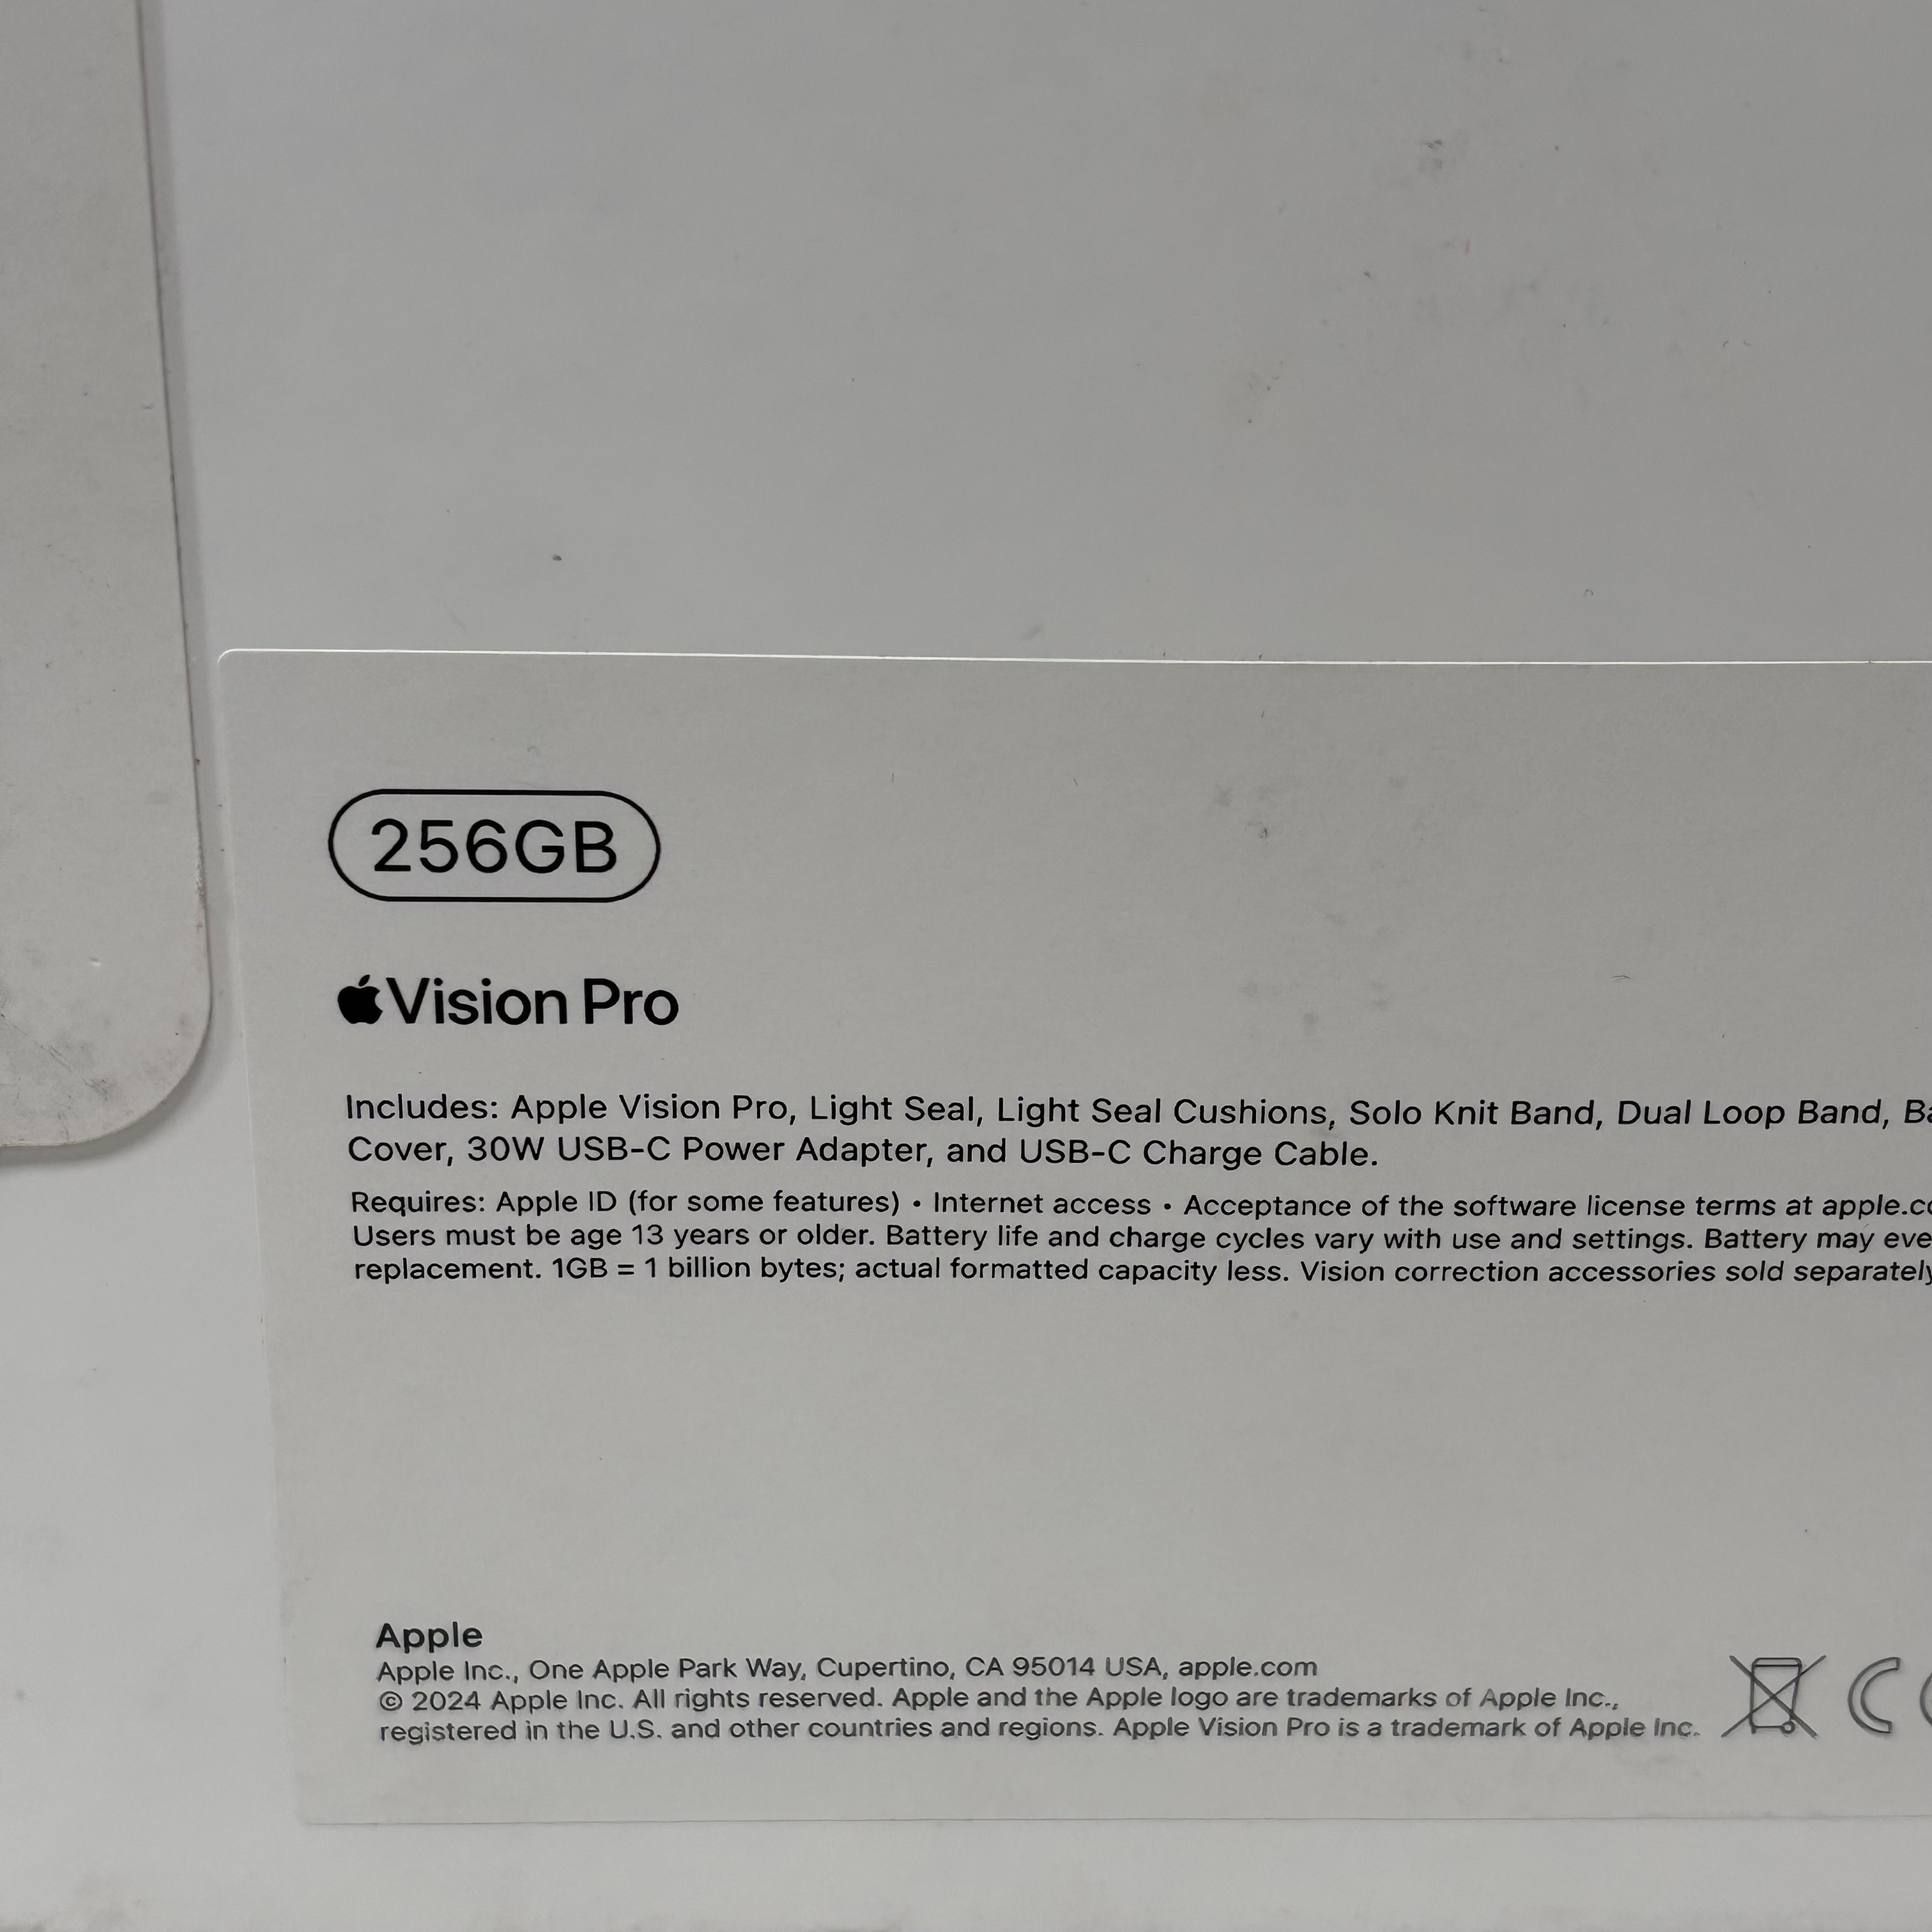 256GB
Vision Pro
Includes: Apple Vision Pro, Light Seal, Light Seal Cushions, Solo Knit Band, Dual Loop Band,
Cover, 30W USB-C Power Adapter, and USB-C Charge Cable.
Requires: Apple ID (for some features) • Internet access • Acceptance of the software license terms at
Users must be age 13 years or older. Battery life and charge cycles vary with use and settings. Battery may
replacement. 1GB = 1 billion bytes; actual formatted capacity less. Vision correction accessories sold separately
Apple
Apple Inc., One Apple Park Way, Cupertino, CA 95014 USA, apple.com
© 2024 Apple Inc. All rights reserved. Apple and the Apple logo are trademarks of Apple Inc.,
registered in the U.S. and other countries and regions. Apple Vision Pro is a trademark of Apple Inc.